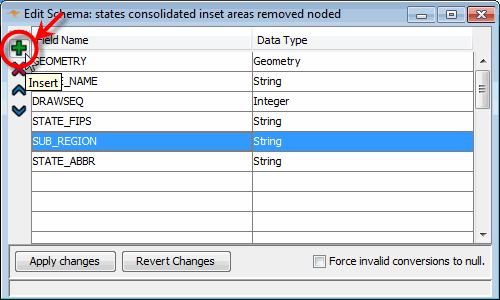 Edit Schema: states consolidated inset areas removed noded
Field Name Data Type
GEOMETRY Geometry
_NAME String
Insert
DRAWSEQ Integer
STATE_FIPS String
SUB_REGION String
STATE_ABBR String
Apply changes Revert Changes Force invalid conversions to null.